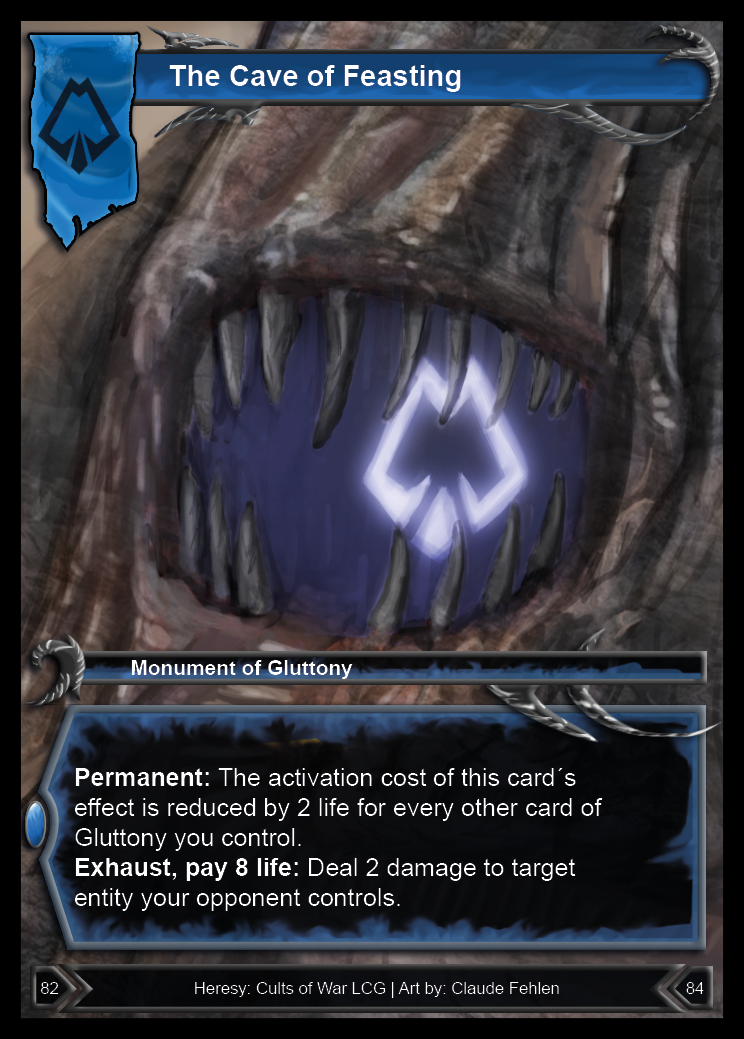 The Cave of Feasting
Monument of Gluttony
Permanent: The activation cost of this card´s
effect is reduced by 2 life for every other card of
Gluttony you control.
Exhaust, pay 8 life: Deal 2 damage to target
entity your opponent controls.
82 Heresy: Cults of War LCG | Art by: Claude Fehlen 84